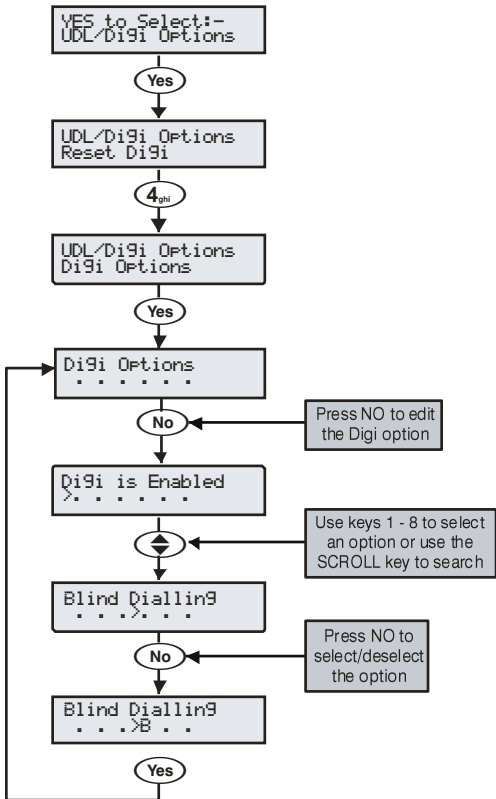 YES to Select:-
UDL/Digi Options
Yes
UDL/Digi Options
Reset Digi
4ghi
UDL/Digi Options
Digi Options
Yes
Digi Options
. . . . . .
No
Press NO to edit
the Digi option
Digi is Enabled
>. . . . . .
Use keys 1 - 8 to select
an option or use the
SCROLL key to search
Blind Dialling
. . .>. . .
No
Press NO to
select/deselect
the option
Blind Dialling
. . .>B . .
Yes